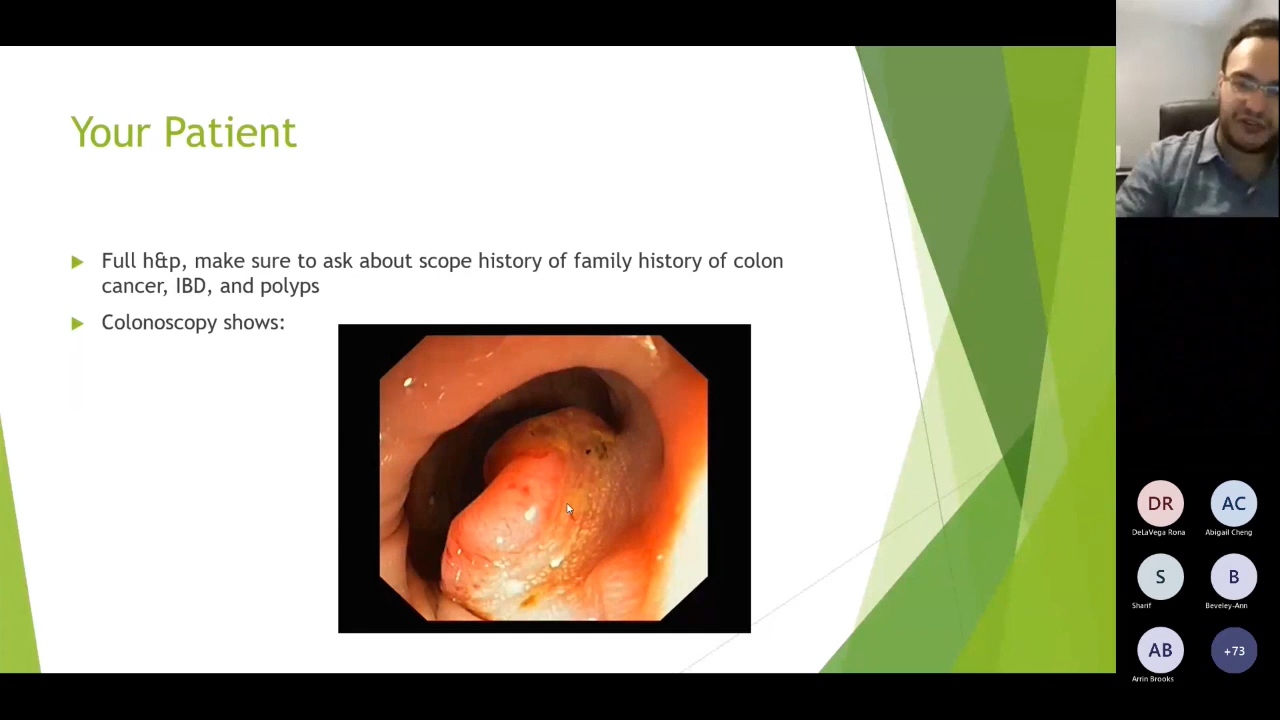 Your Patient
Full h&p, make sure to ask about scope history of family history of colon
cancer, IBD, and polyps
Colonoscopy shows:
DR
AC
DeLaVega Rona
Abigail Cheng
S
B
Sharif
Beveley-Ann
AB
+73
Arrin Brooks